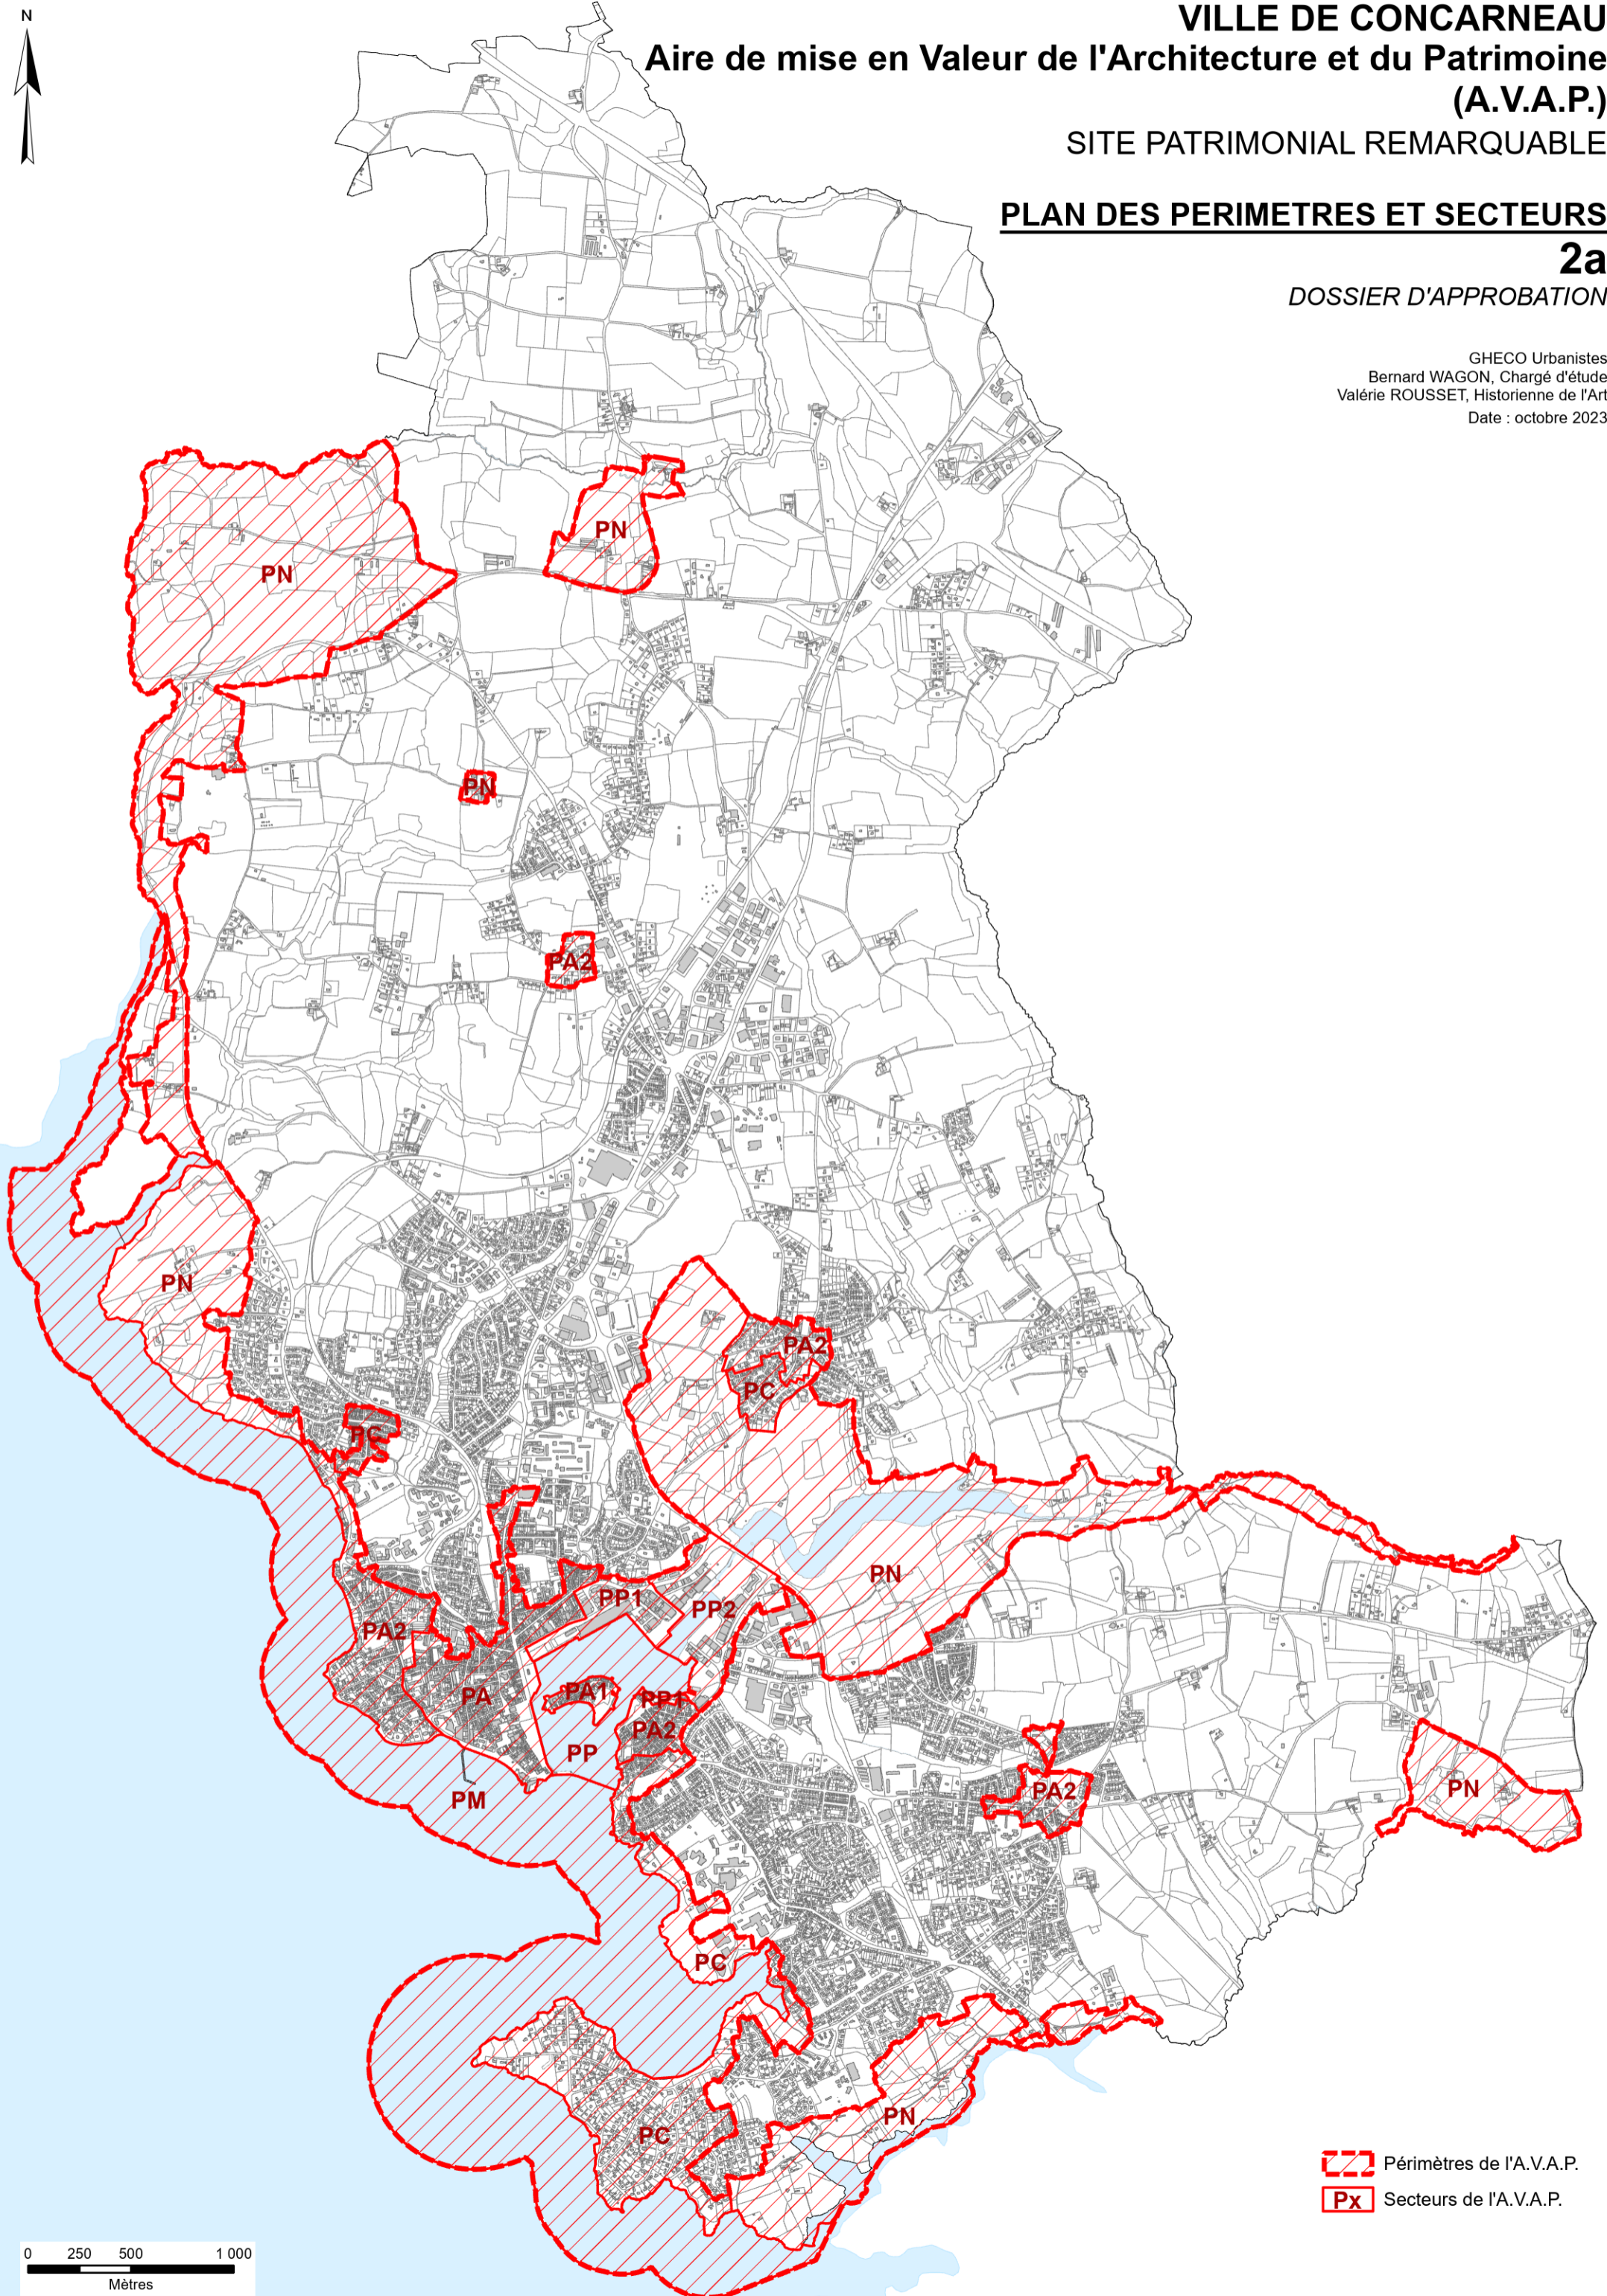 N
VILLE DE CONCARNEAU
Aire de mise en Valeur de l'Architecture et du Patrimoine
(A.V.A.P.)
SITE PATRIMONIAL REMARQUABLE
PLAN DES PERIMETRES ET SECTEURS
2a
DOSSIER D'APPROBATION
GHECO Urbanistes
Bernard WAGON, Chargé d'étude
Valérie ROUSSET, Historienne de l'Art
Date : octobre 2023
PN
PN
PN
PA2
PN
PA2
PC
PC
PN
PP1
PP2
PA2
PA
PA1
PP1
PA2
PP
PM
PA2
PN
PC
PN
PC
Périmètres de l'A.V.A.P.
Px Secteurs de l'A.V.A.P.
0 250 500 1 000
Mètres